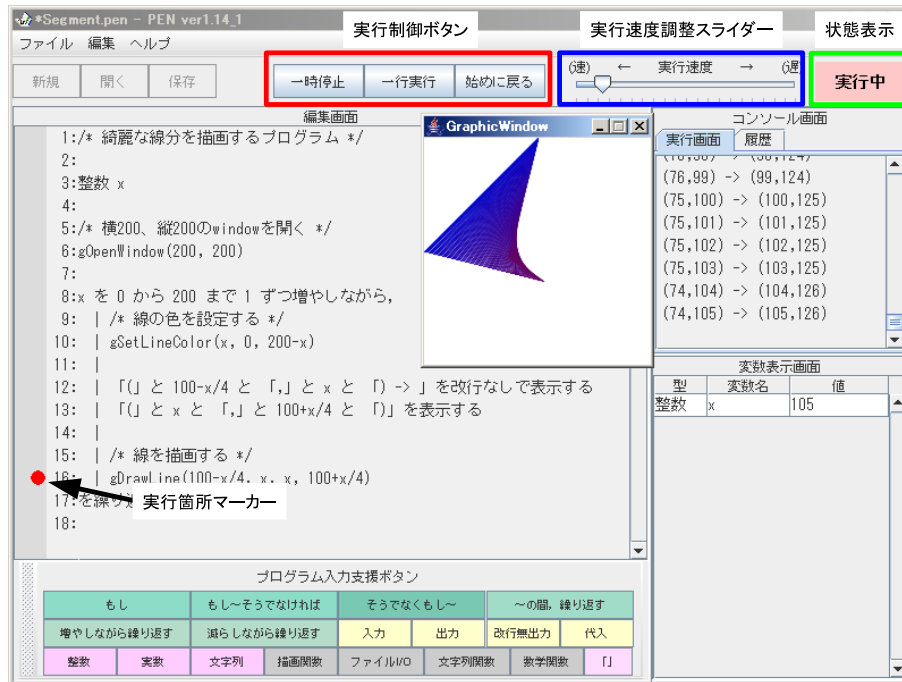 *Segment.pen - PEN ver1.14_1
ファイル 編集 ヘルプ
実行制御ボタン
実行速度調整スライダー
状態表示
新規 開く 保存
一時停止 一行実行 始めに戻る
(速) ← 実行速度 → (遅
実行中
編集画面
1:/* 綺麗な線分を描画するプログラム */
2:
3:整数 x
4:
5:/* 横200、縦200のwindowを開く */
6:gOpenWindow(200, 200)
7:
8:x を 0 から 200 まで 1 ずつ増やしながら,
9: | /* 線の色を設定する */
10: | gSetLineColor(x, 0, 200-x)
11: |
12: | 「(」と 100-x/4 と 「,」と x と 「) -> 」を改行なしで表示する
13: | 「(」と x と 「,」と 100+x/4 と 「)」を表示する
14: |
15: | /* 線を描画する */
16: | gDrawLine(100-x/4, x, x, 100+x/4)
17:を繰り
18:
実行箇所マーカー
GraphicWindow
コンソール画面
実行画面 履歴
(76,99) -> (99,124)
(75,100) -> (100,125)
(75,101) -> (101,125)
(75,102) -> (102,125)
(75,103) -> (103,125)
(74,104) -> (104,126)
(74,105) -> (105,126)
変数表示画面
型 変数名 値
整数 x 105
プログラム入力支援ボタン
もし もし~そうでなければ そうでなくもし~ ~の間, 繰り返す
増やしながら繰り返す 減らしながら繰り返す 入力 出力 改行無出力 代入
整数 実数 文字列 描画関数 ファイルI/O 文字列関数 数学関数 「」